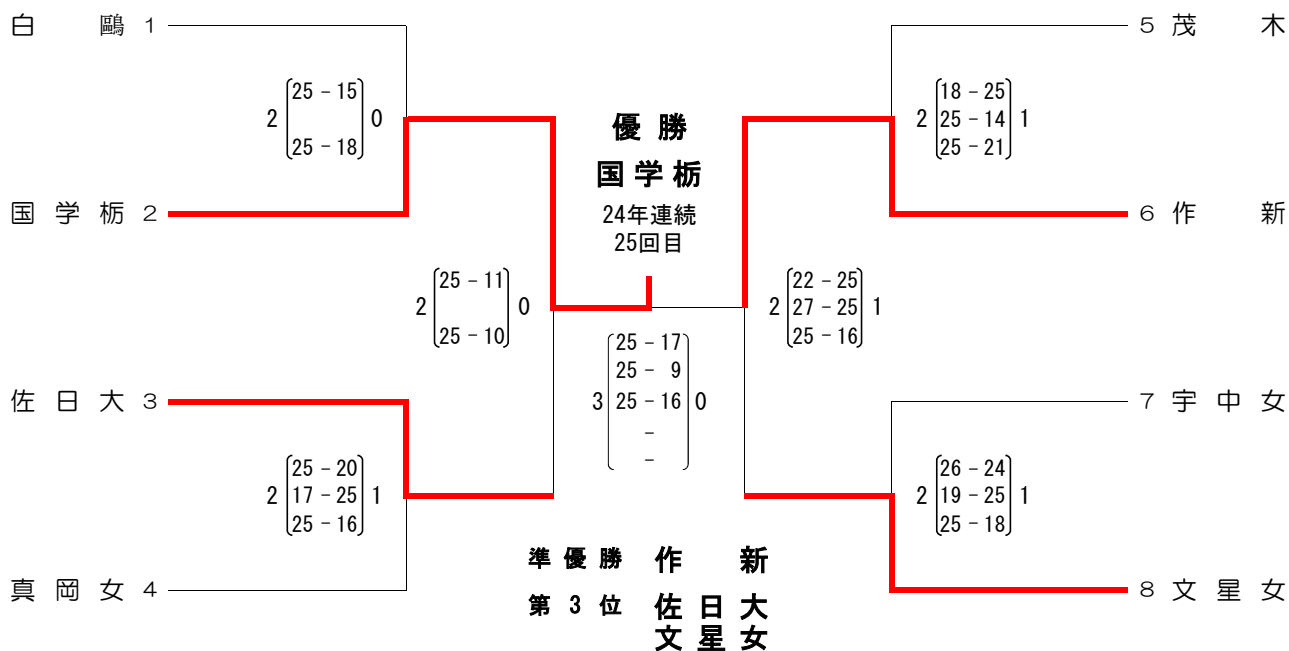 白鷗 1
2 25 - 15 0
25 - 18
国学栃 2
2 25 - 11 0
25 - 10
佐日大 3
25 - 20
2 17 - 25 1
25 - 16
真岡女 4
優勝
国学栃
24年連続
25回目
25 - 17
25 - 9
3 25 - 16 0
-
-
準優勝 作新
第3位 佐日大
文星女
5 茂木
18 - 25
2 25 - 14 1
25 - 21
6 作新
22 - 25
2 27 - 25 1
25 - 16
7 宇中女
26 - 24
2 19 - 25 1
25 - 18
8 文星女